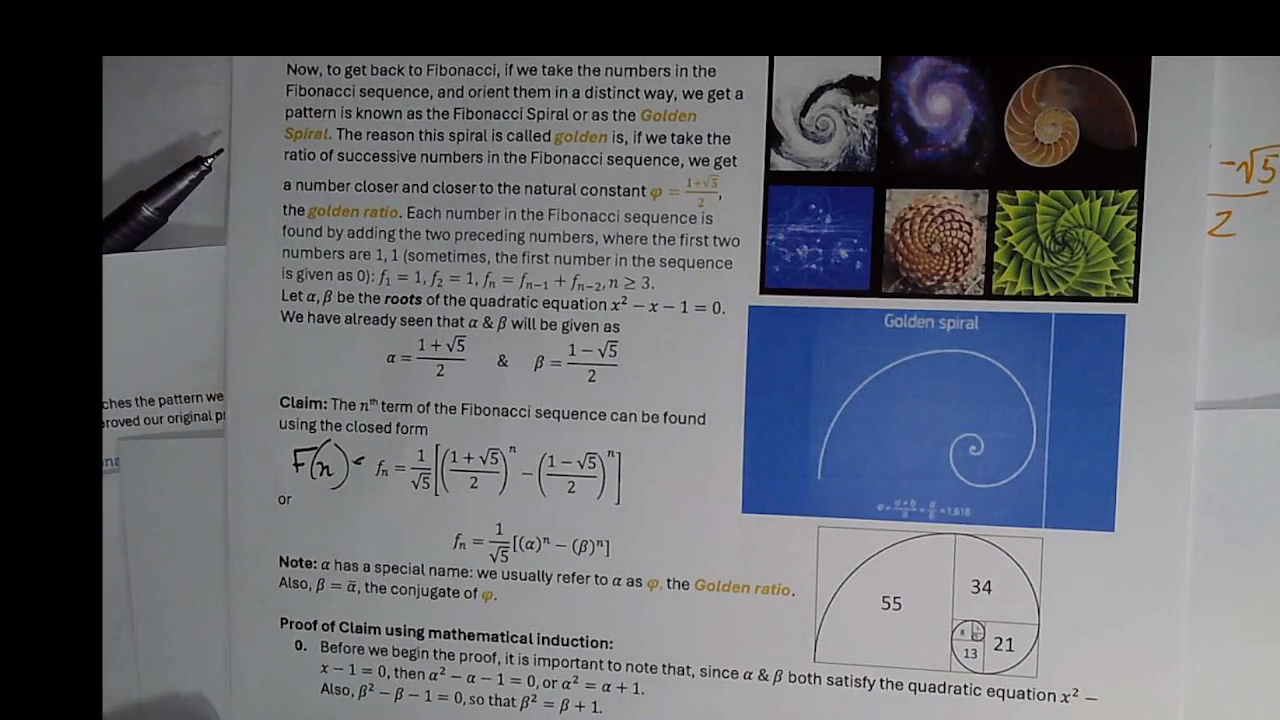 Now, to get back to Fibonacci, if we take the numbers in the
Fibonacci sequence, and orient them in a distinct way, we get a
pattern is known as the Fibonacci Spiral or as the Golden
Spiral. The reason this spiral is called golden is, if we take the
ratio of successive numbers in the Fibonacci sequence, we get
a number closer and closer to the natural constant φ = (1+√5)/2,
the golden ratio. Each number in the Fibonacci sequence is
found by adding the two preceding numbers, where the first two
numbers are 1, 1 (sometimes, the first number in the sequence
is given as 0): f₁ = 1, f₂ = 1, fₙ = fₙ₋₁ + fₙ₋₂, n ≥ 3.
Let α, β be the roots of the quadratic equation x² − x − 1 = 0.
We have already seen that α & β will be given as
α = (1 + √5)/2 & β = (1 − √5)/2
Claim: The nᵗʰ term of the Fibonacci sequence can be found
using the closed form
F(n) fₙ = 1/√5 [((1 + √5)/2)ⁿ − ((1 − √5)/2)ⁿ]
or
fₙ = 1/√5 [(α)ⁿ − (β)ⁿ]
Note: α has a special name: we usually refer to α as φ, the Golden ratio.
Also, β = ᾱ, the conjugate of φ.
Proof of Claim using mathematical induction:
0. Before we begin the proof, it is important to note that, since α & β both satisfy the quadratic equation x² −
x − 1 = 0, then α² − α − 1 = 0, or α² = α + 1.
Also, β² − β − 1 = 0, so that β² = β + 1.
Golden spiral
55
34
21
13
8
ches the pattern we
roved our original
−√5
2